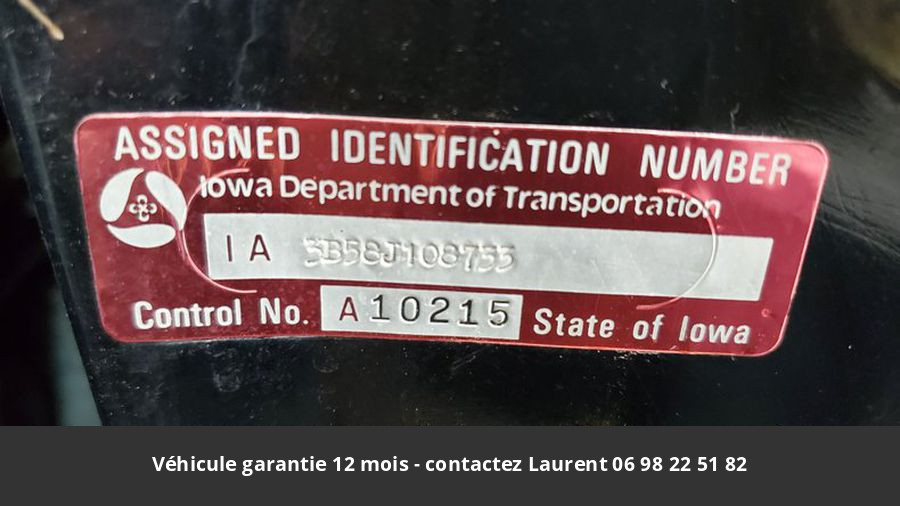 ASSIGNED IDENTIFICATION NUMBER
Iowa Department of Transportation
IA 3B58J108733
Control No. A10215 State of Iowa
Véhicule garantie 12 mois - contactez Laurent 06 98 22 51 82